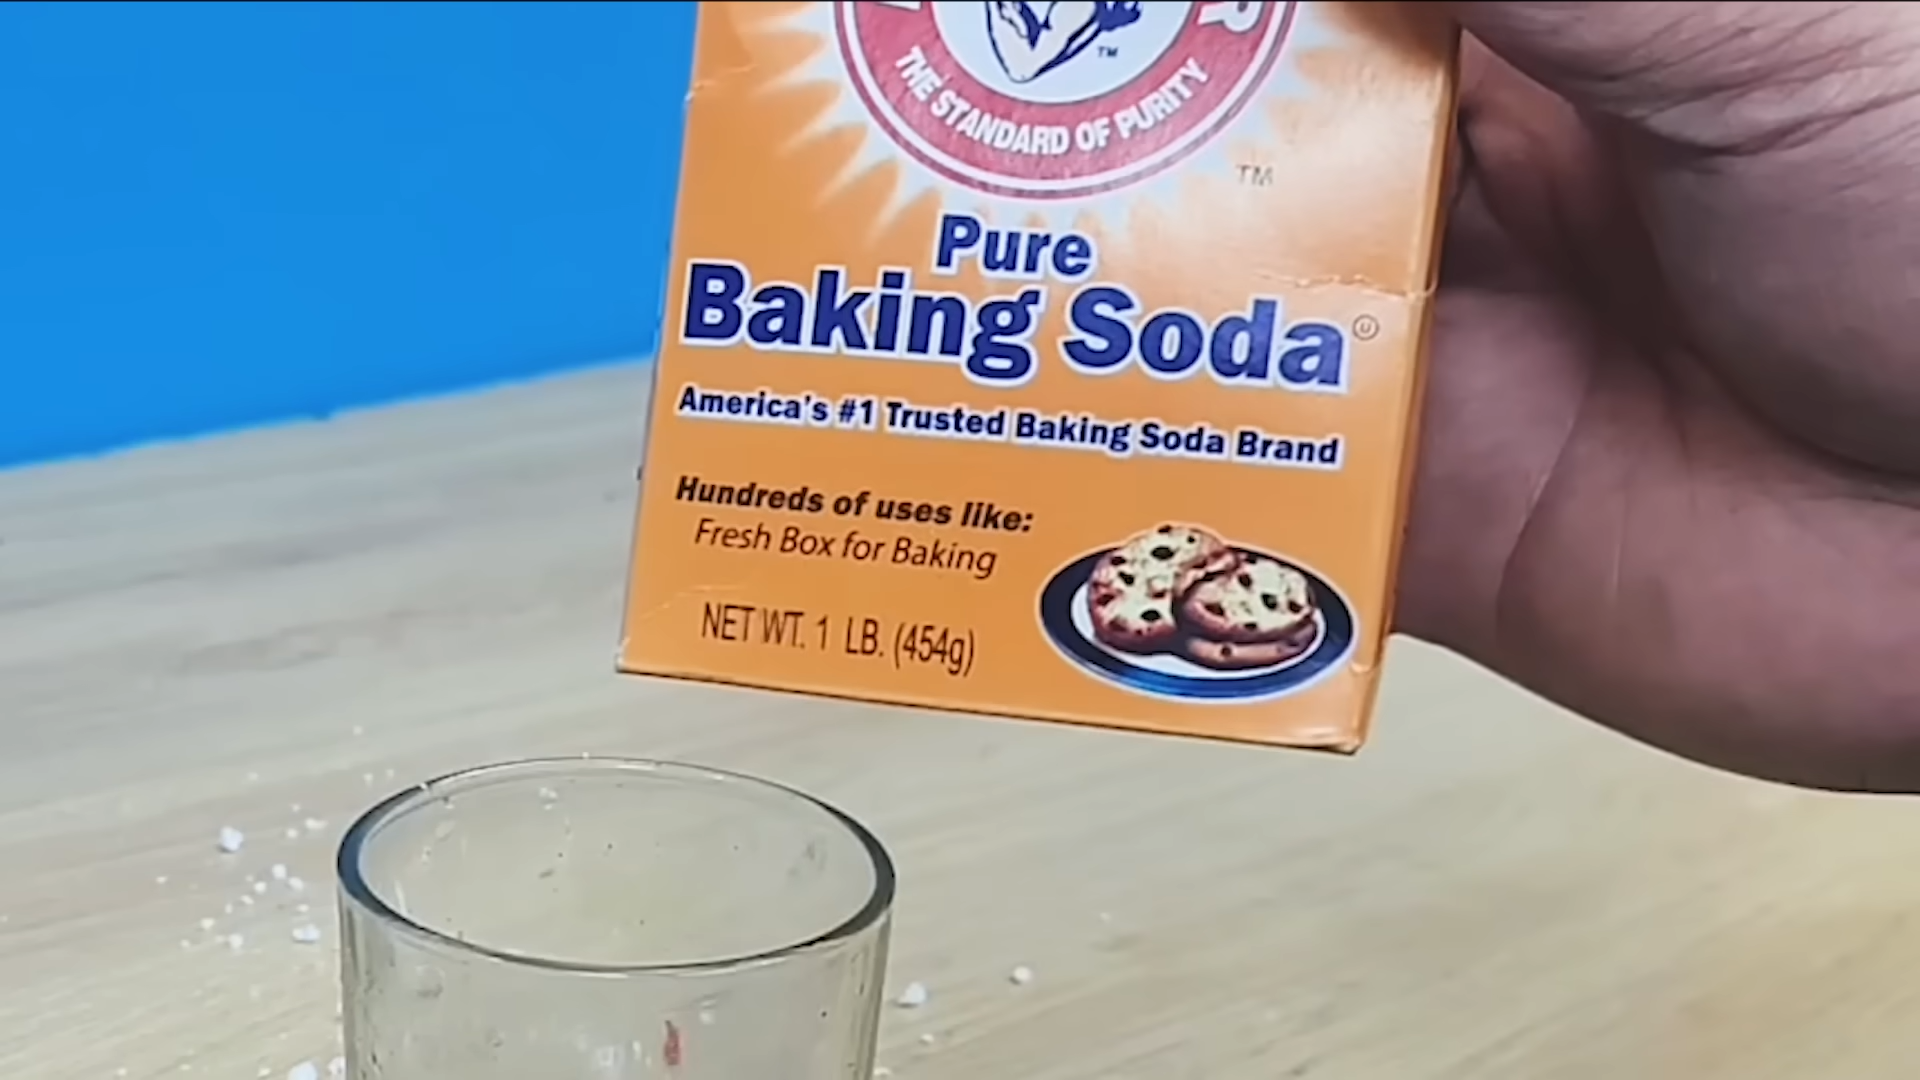 THE STANDARD OF PURITY
TM
TM
Pure
Baking Soda
America's #1 Trusted Baking Soda Brand
Hundreds of uses like:
Fresh Box for Baking
NET WT. 1 LB. (454g)